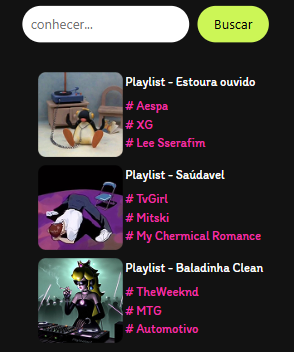 conhecer...
Buscar
Playlist - Estoura ouvido
# Aespa
# XG
# Lee Sserafim
Playlist - Saúdavel
# TvGirl
# Mitski
# My Chermical Romance
Playlist - Baladinha Clean
# TheWeeknd
# MTG
# Automotivo